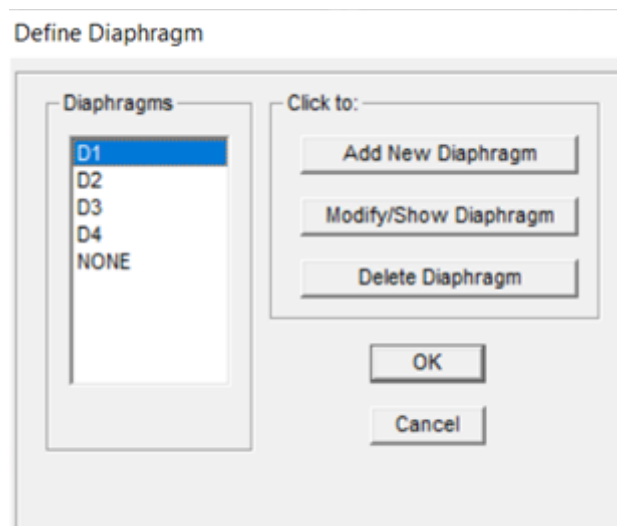 Define Diaphragm
Diaphragms
D1
D2
D3
D4
NONE
Click to:
Add New Diaphragm
Modify/Show Diaphragm
Delete Diaphragm
OK
Cancel